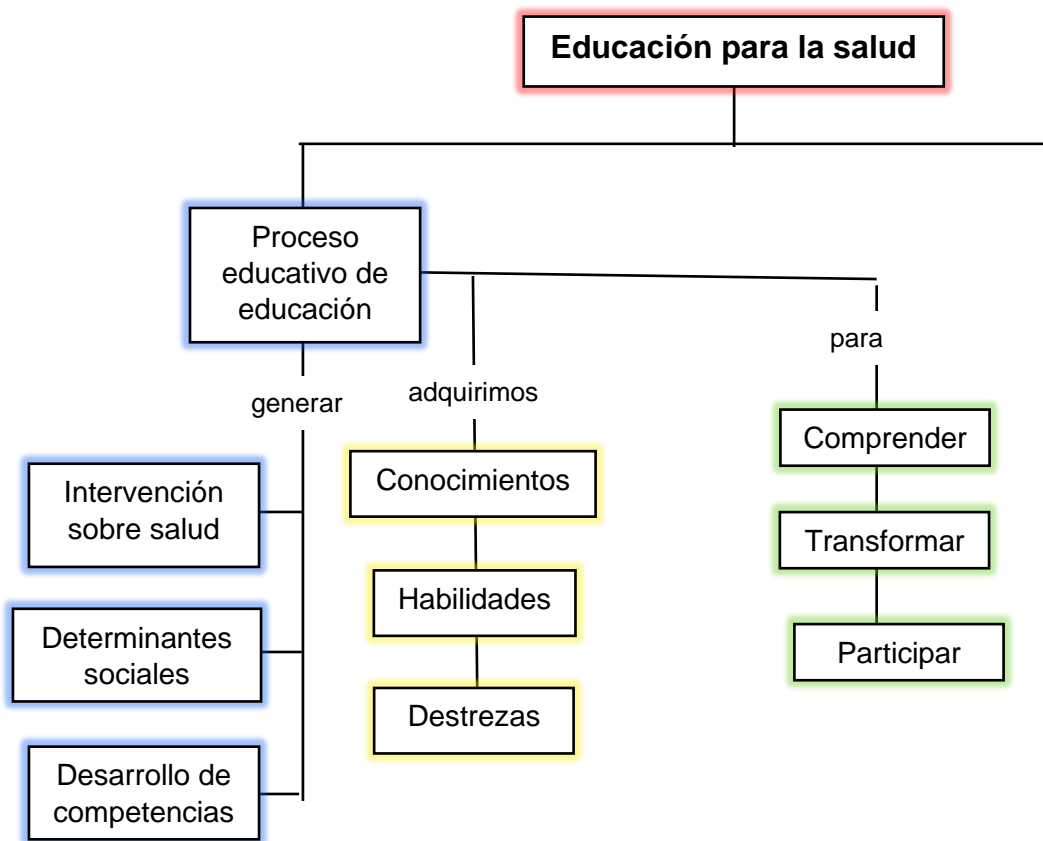 Educación para la salud
Proceso
educativo de
educación
para
generar
adquirimos
Comprender
Conocimientos
Intervención
sobre salud
Transformar
Habilidades
Determinantes
sociales
Participar
Destrezas
Desarrollo de
competencias